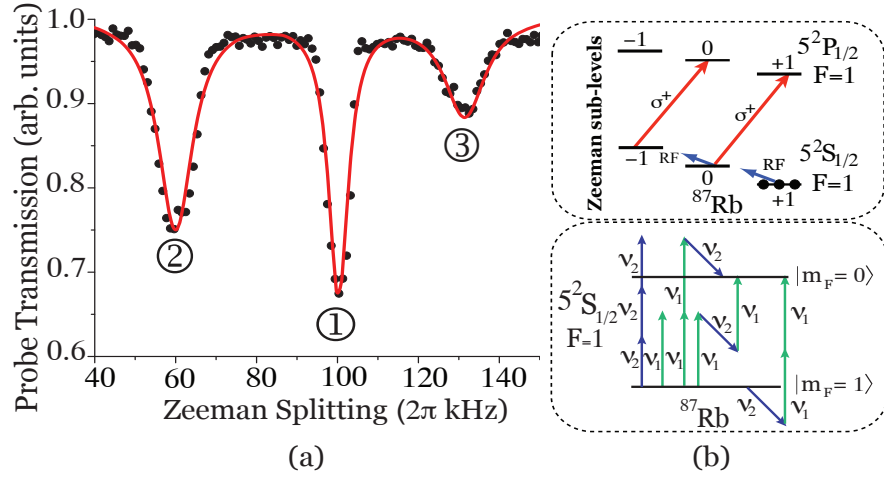 Probe Transmission (arb. units)
1.0
0.9
0.8
0.7
0.6
40
60
80
100
120
140
Zeeman Splitting (2π kHz)
②
①
③
(a)
Zeeman sub-levels
-1
0
+1
5²P₁/₂
F=1
σ⁺
σ⁺
-1
RF
0
RF
+1
5²S₁/₂
F=1
⁸⁷Rb
5²S₁/₂
F=1
ν₂
ν₂
ν₂
ν₁
ν₁
ν₁
ν₁
ν₂
ν₂
ν₁
ν₁
ν₂
ν₁
|m_F= 0⟩
|m_F= 1⟩
⁸⁷Rb
(b)